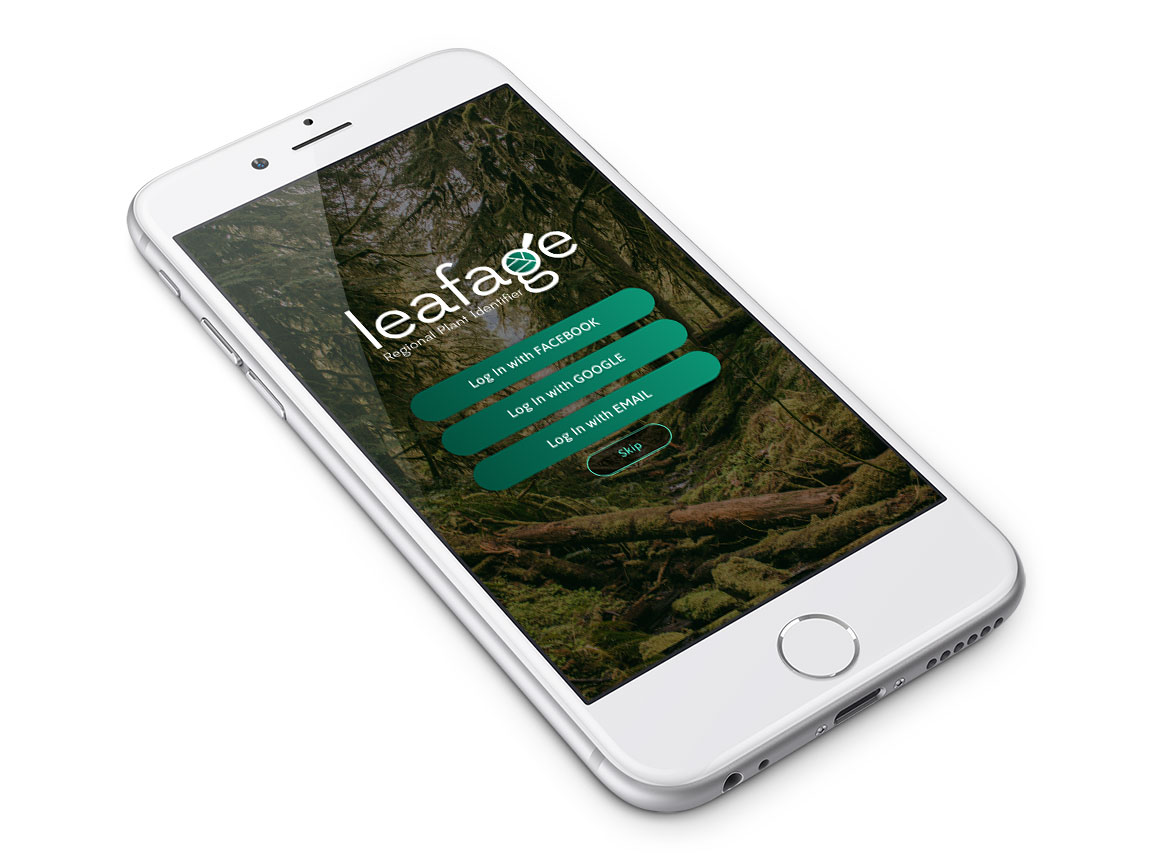 leafage
Regional Plant Identifier
Log In with FACEBOOK
Log In with GOOGLE
Log In with EMAIL
Skip